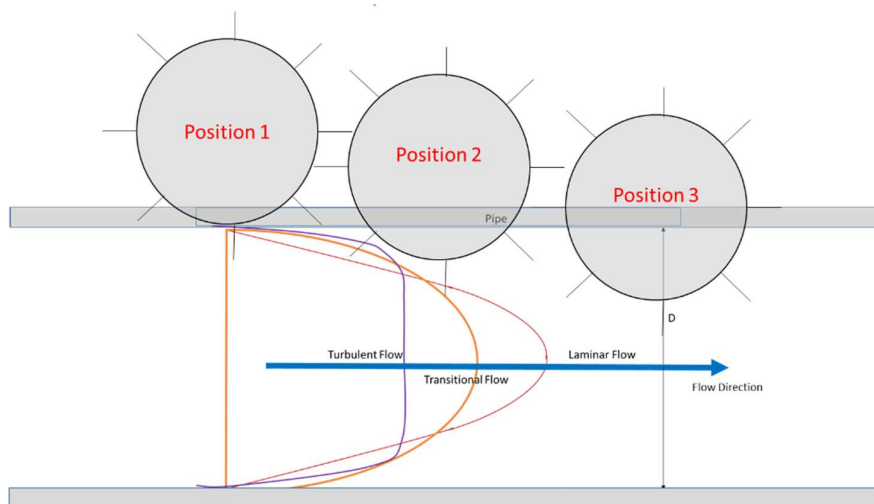 Position 1
Position 2
Position 3
Pipe
D
Turbulent Flow
Laminar Flow
Transitional Flow
Flow Direction